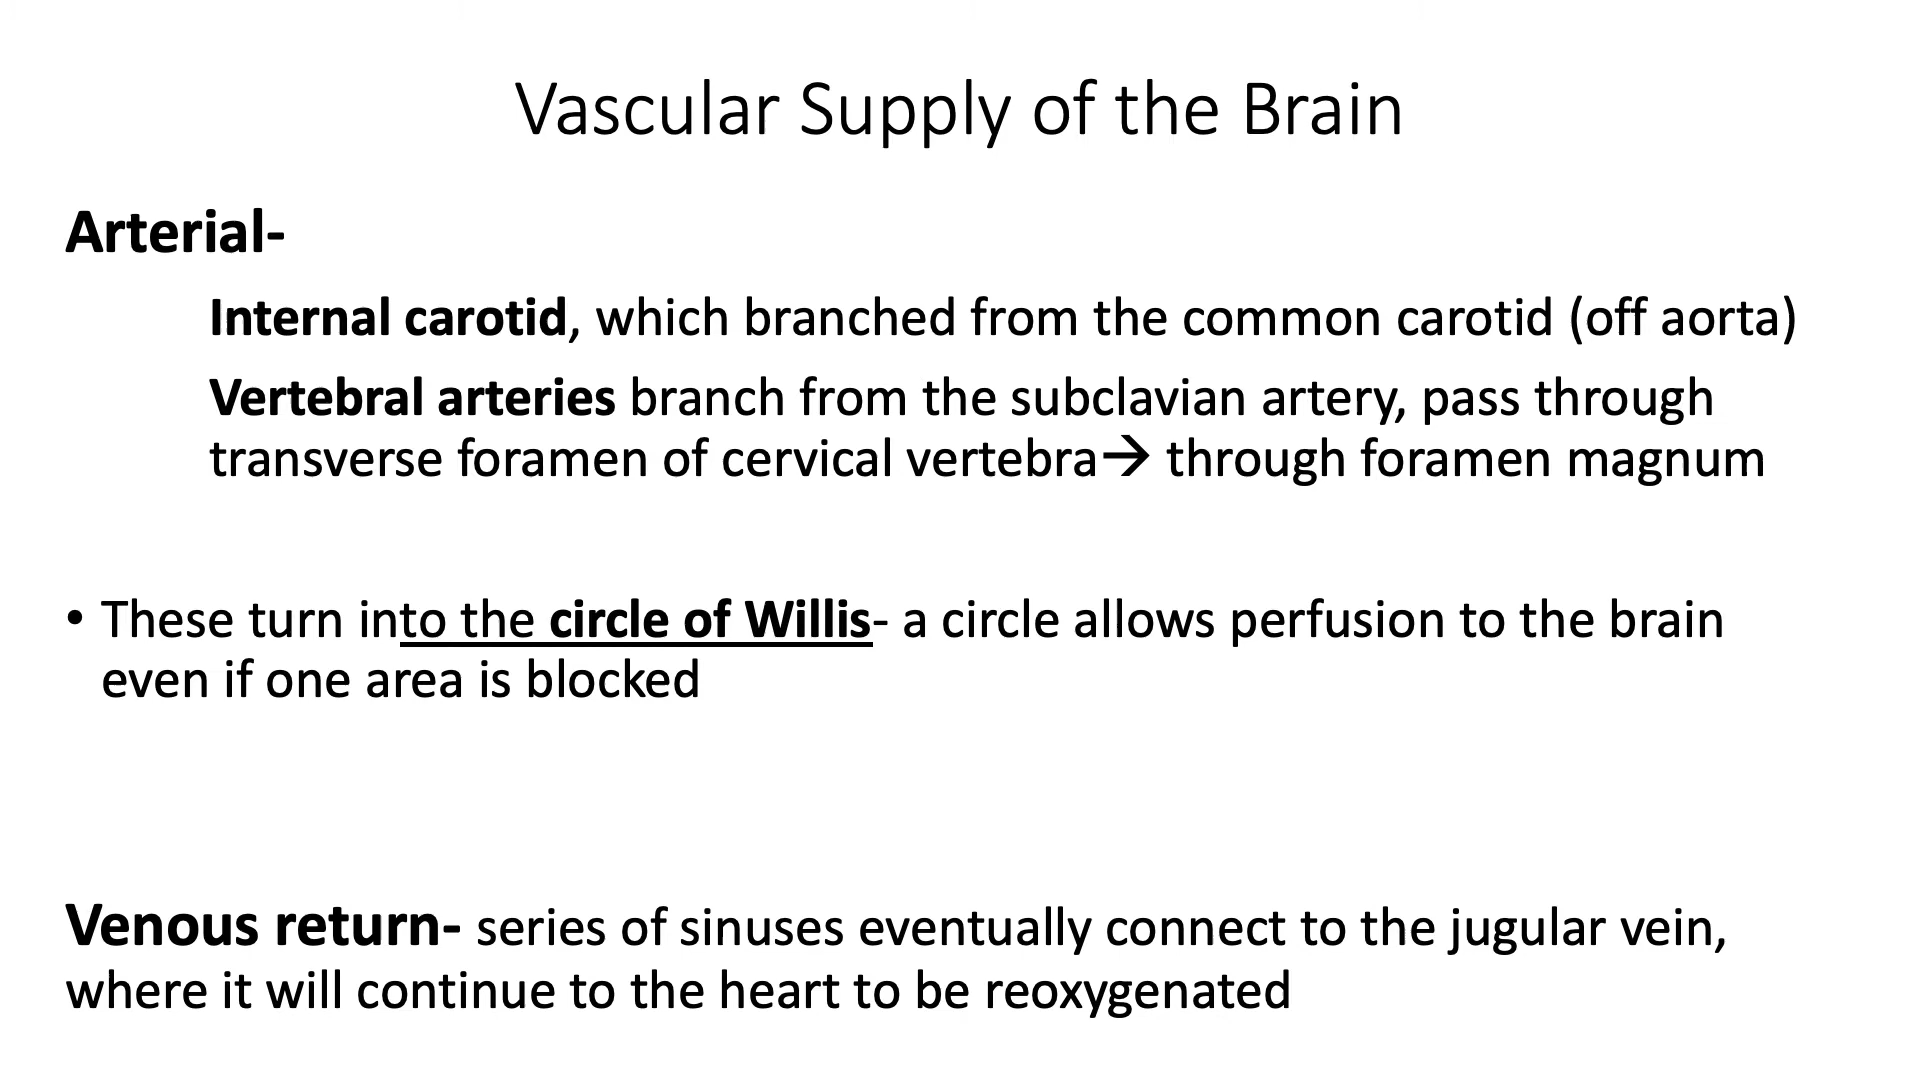 Vascular Supply of the Brain
Arterial-
Internal carotid, which branched from the common carotid (off aorta)
Vertebral arteries branch from the subclavian artery, pass through
transverse foramen of cervical vertebra→ through foramen magnum
• These turn into the circle of Willis- a circle allows perfusion to the brain
even if one area is blocked
Venous return- series of sinuses eventually connect to the jugular vein,
where it will continue to the heart to be reoxygenated